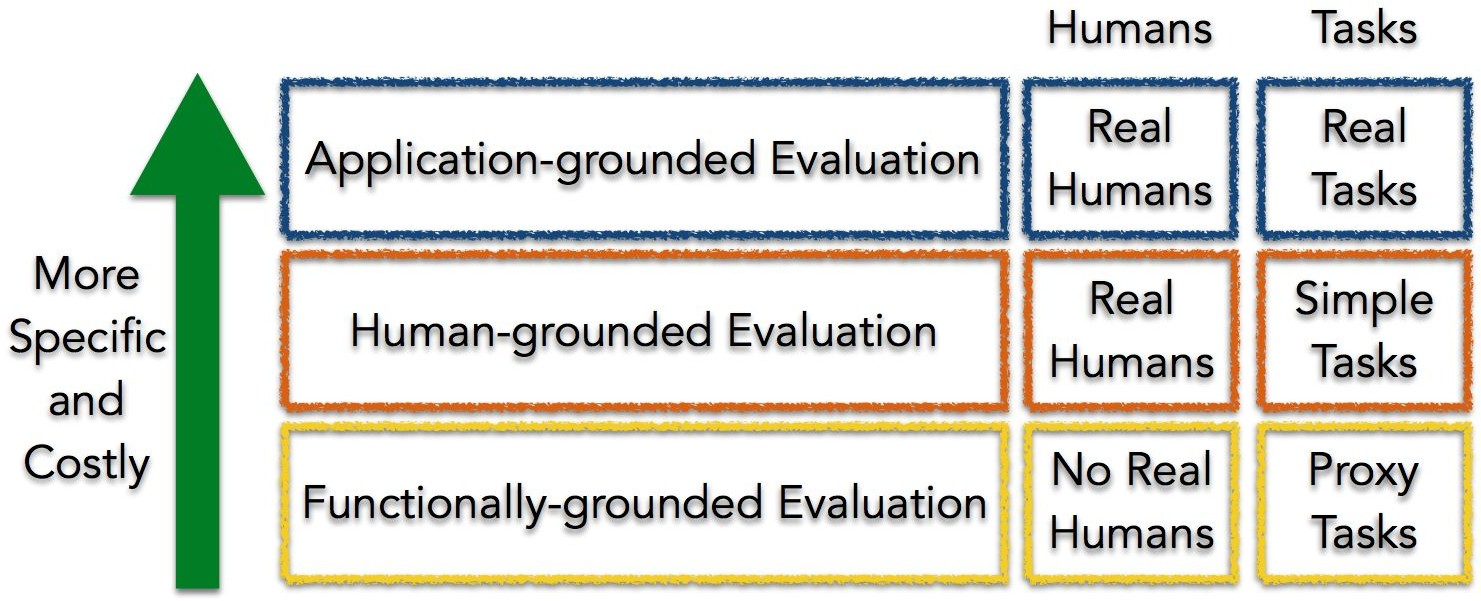 Humans Tasks
More
Specific
and
Costly
Application-grounded Evaluation
Real
Humans
Real
Tasks
Human-grounded Evaluation
Real
Humans
Simple
Tasks
Functionally-grounded Evaluation
No Real
Humans
Proxy
Tasks